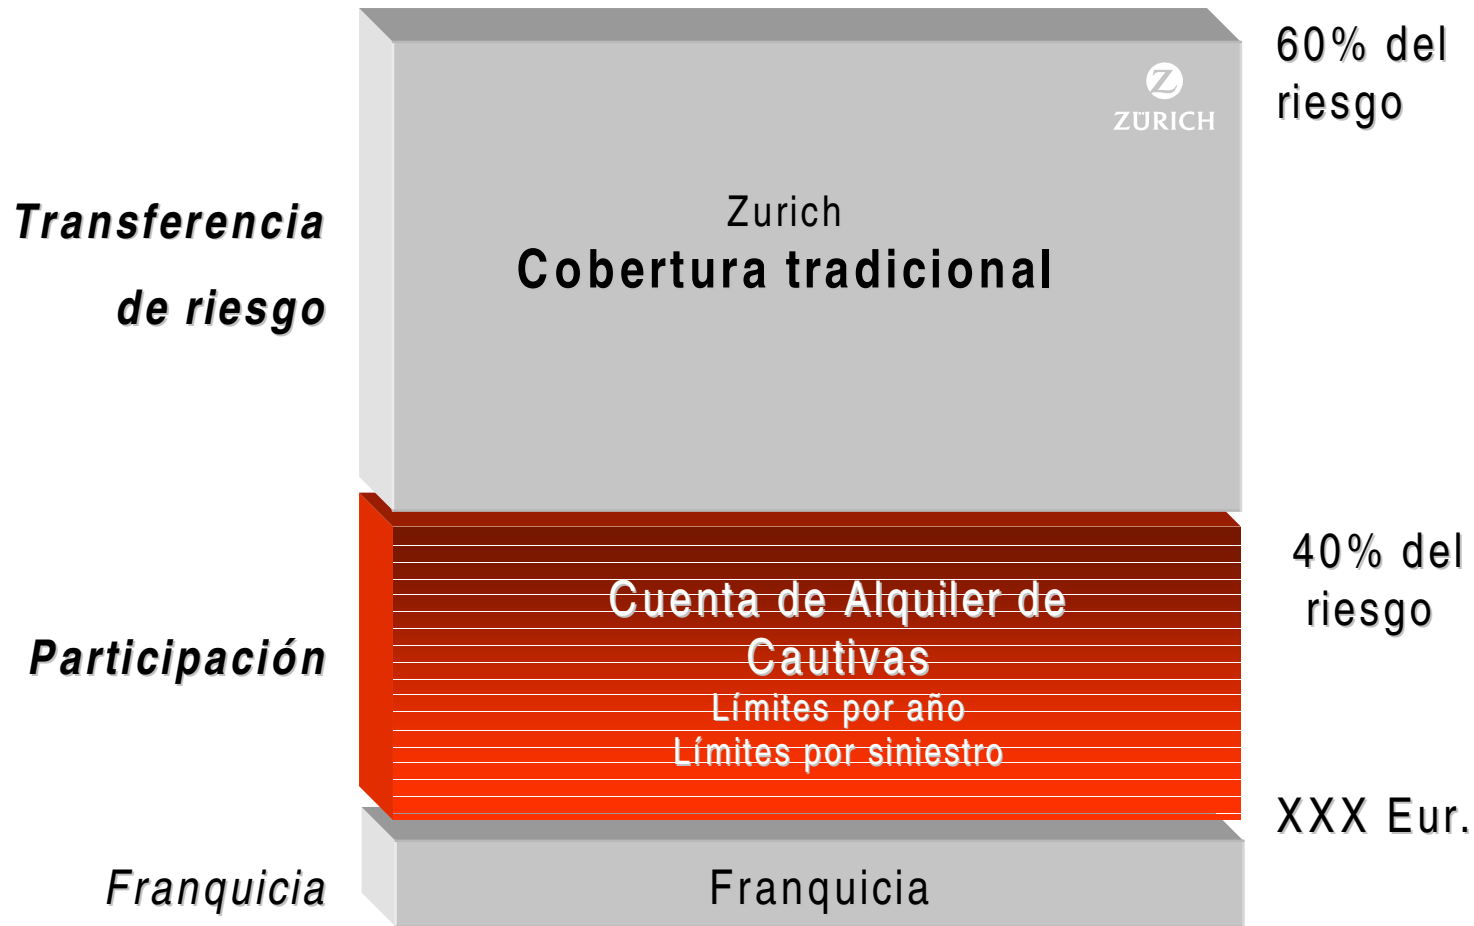 60% del
riesgo
ZURICH
Transferencia
de riesgo
Zurich
Cobertura tradicional
40% del
riesgo
Participación
Cuenta de Alquiler de
Cautivas
Límites por año
Límites por siniestro
XXX Eur.
Franquicia
Franquicia